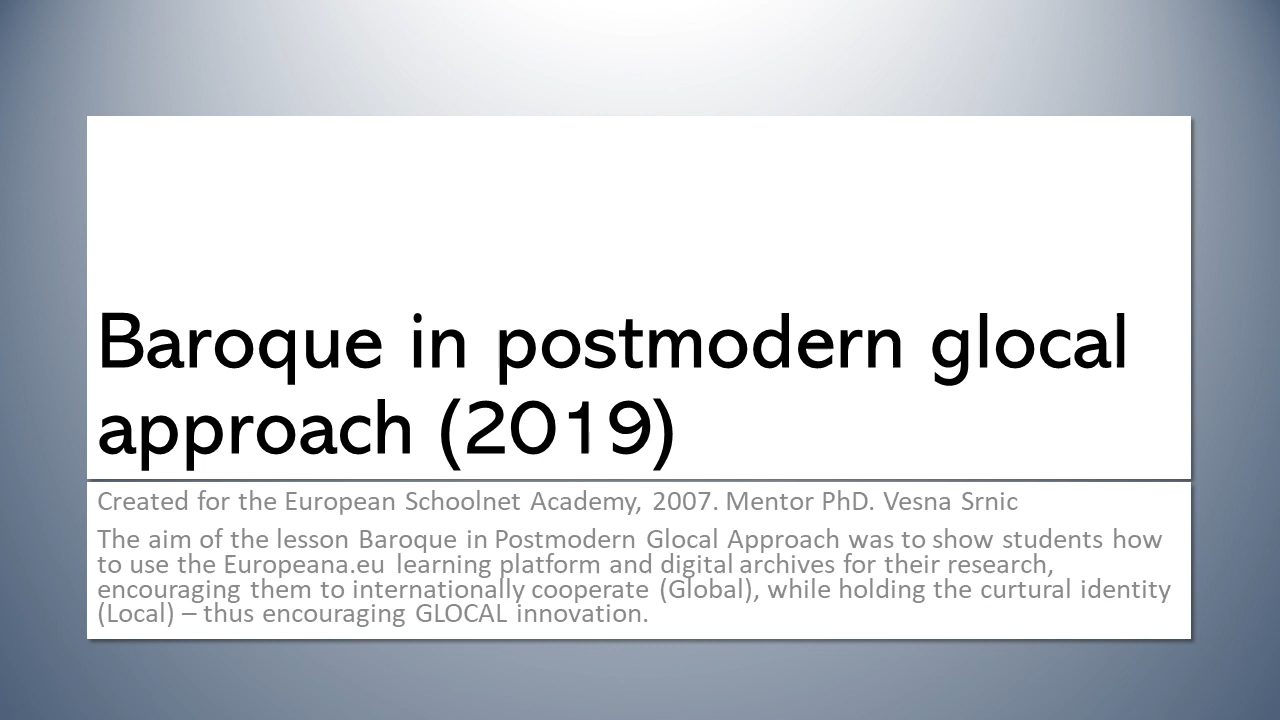 Baroque in postmodern glocal
approach (2019)
Created for the European Schoolnet Academy, 2007. Mentor PhD. Vesna Srnic
The aim of the lesson Baroque in Postmodern Glocal Approach was to show students how
to use the Europeana.eu learning platform and digital archives for their research,
encouraging them to internationally cooperate (Global), while holding the curtural identity
(Local) – thus encouraging GLOCAL innovation.